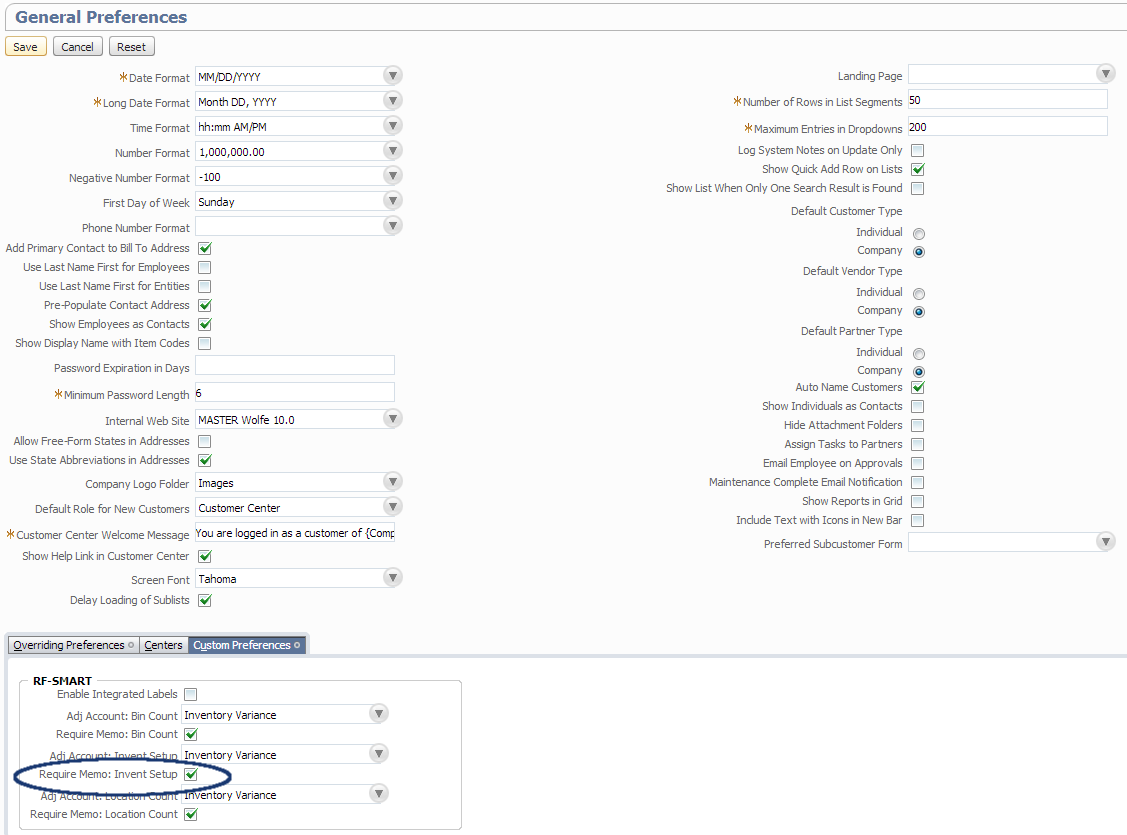 General Preferences
Save Cancel Reset
*Date Format MM/DD/YYYY
*Long Date Format Month DD, YYYY
Time Format hh:mm AM/PM
Number Format 1,000,000.00
Negative Number Format -100
First Day of Week Sunday
Phone Number Format
Add Primary Contact to Bill To Address
Use Last Name First for Employees
Use Last Name First for Entities
Pre-Populate Contact Address
Show Employees as Contacts
Show Display Name with Item Codes
Password Expiration in Days
*Minimum Password Length 6
Internal Web Site MASTER Wolfe 10.0
Allow Free-Form States in Addresses
Use State Abbreviations in Addresses
Company Logo Folder Images
Default Role for New Customers Customer Center
*Customer Center Welcome Message You are logged in as a customer of {Comp
Show Help Link in Customer Center
Screen Font Tahoma
Delay Loading of Sublists
Landing Page
*Number of Rows in List Segments 50
*Maximum Entries in Dropdowns 200
Log System Notes on Update Only
Show Quick Add Row on Lists
Show List When Only One Search Result is Found
Default Customer Type
Individual
Company
Default Vendor Type
Individual
Company
Default Partner Type
Individual
Company
Auto Name Customers
Show Individuals as Contacts
Hide Attachment Folders
Assign Tasks to Partners
Email Employee on Approvals
Maintenance Complete Email Notification
Show Reports in Grid
Include Text with Icons in New Bar
Preferred Subcustomer Form
Overriding Preferences Centers Custom Preferences
RF-SMART
Enable Integrated Labels
Adj Account: Bin Count Inventory Variance
Require Memo: Bin Count
Adj Account: Invent Setup Inventory Variance
Require Memo: Invent Setup
Adj Account: Location Count Inventory Variance
Require Memo: Location Count